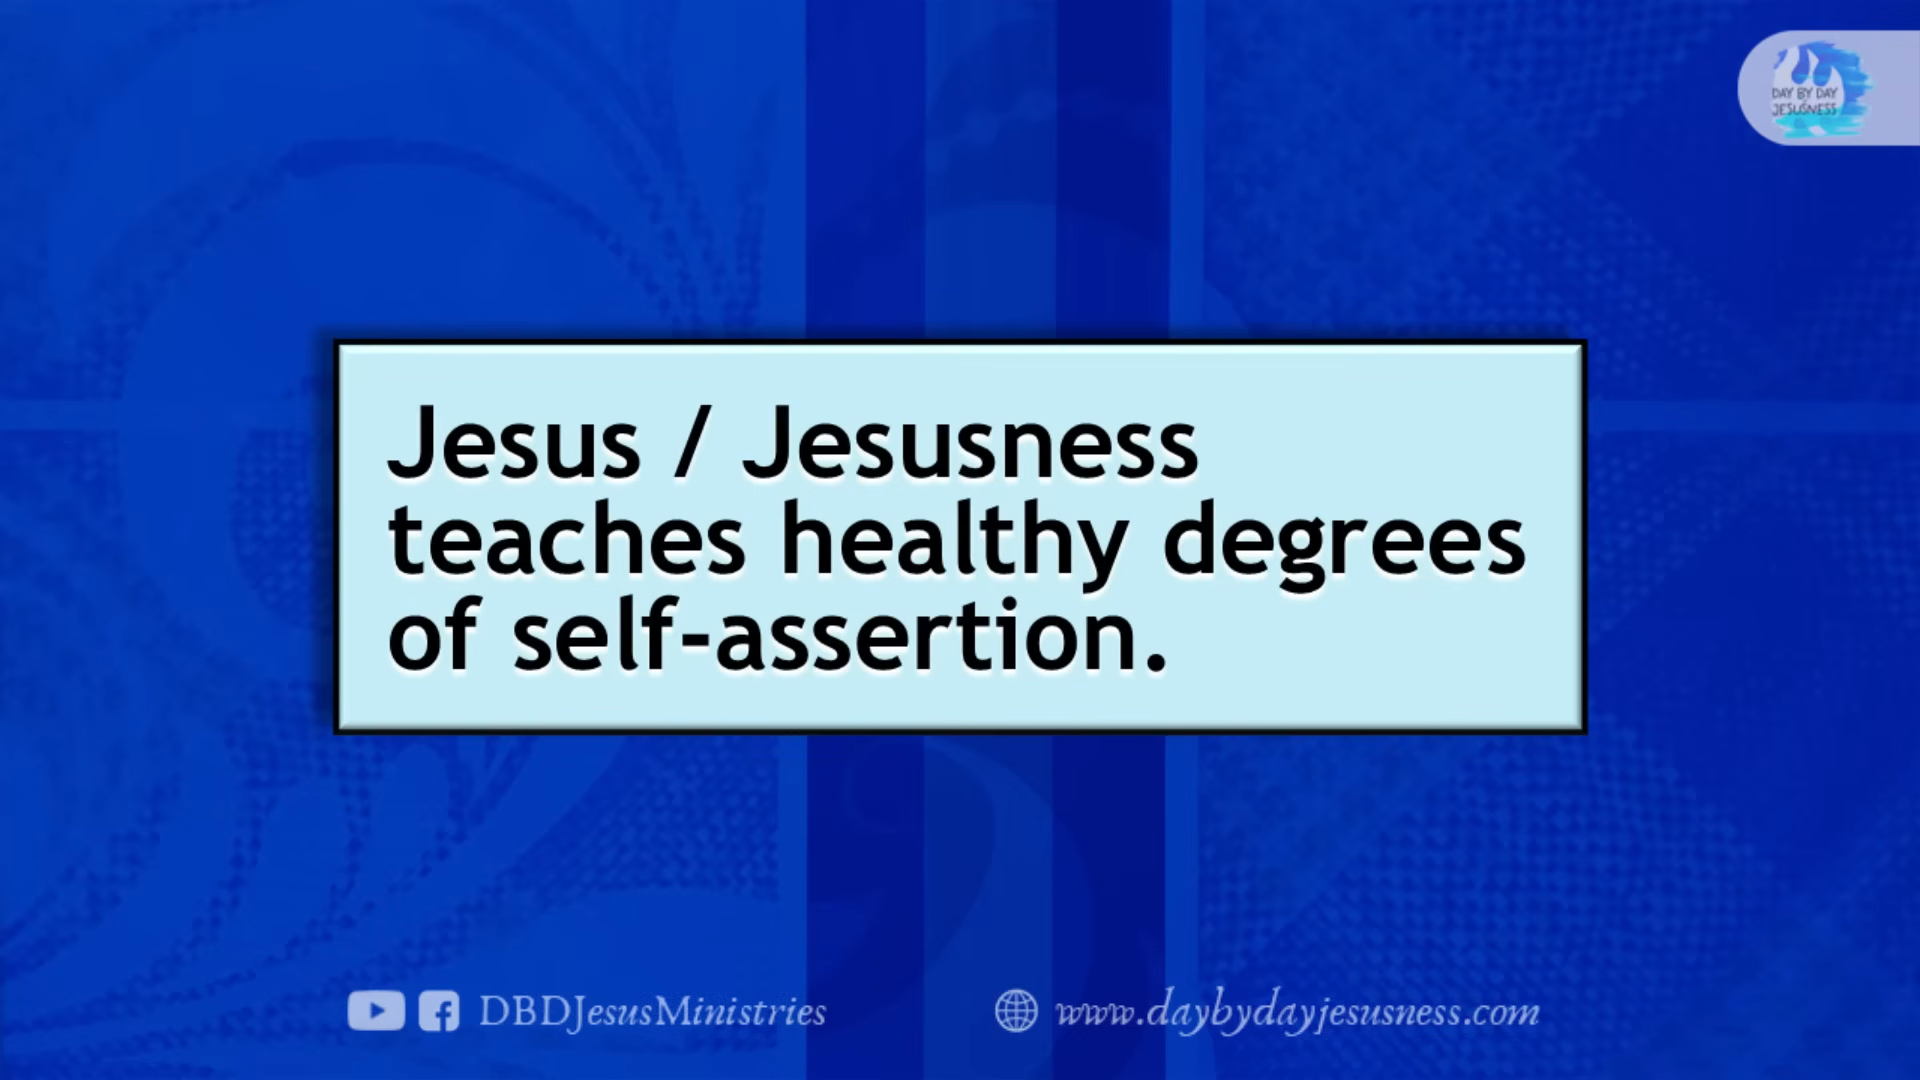 DAY BY DAY
JESUSNESS
Jesus / Jesusness
teaches healthy degrees
of self-assertion.
DBDJesusMinistries
www.daybydayjesusness.com